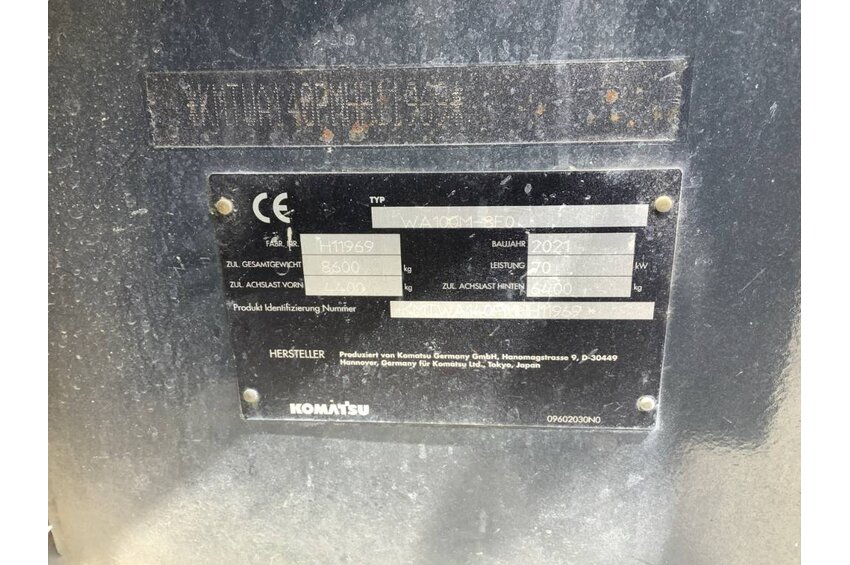 CE
TYP
WA100M-8E0
FABR. NR. H11969 BAUJAHR 2021
ZUL. GESAMTGEWICHT 8600 kg LEISTUNG 70 kW
ZUL. ACHSLAST VORN kg ZUL. ACHSLAST HINTEN 6400 kg
Produkt Identifizierung Nummer
HERSTELLER Produziert von Komatsu Germany GmbH, Hanomagstrasse 9, D-30449
Hannover, Germany für Komatsu Ltd., Tokyo, Japan
KOMATSU
09602030N0